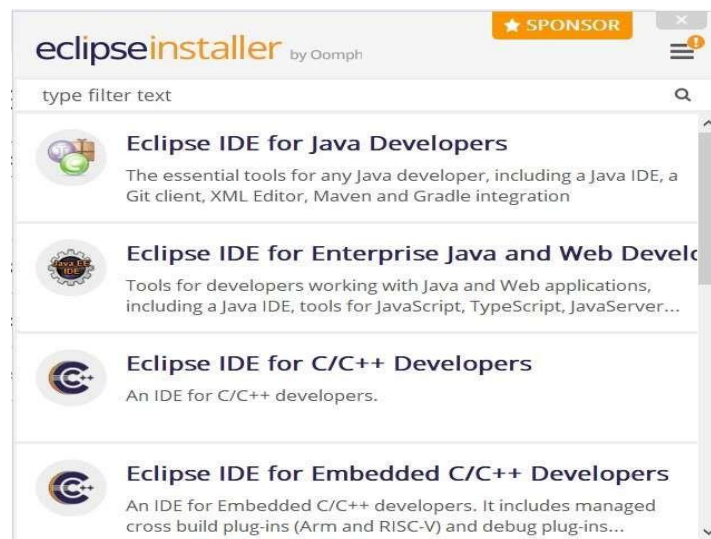 ★ SPONSOR
eclipseinstaller by Oomph
type filter text
Eclipse IDE for Java Developers
The essential tools for any Java developer, including a Java IDE, a
Git client, XML Editor, Maven and Gradle integration
Java EE
IDE
Eclipse IDE for Enterprise Java and Web Develo
Tools for developers working with Java and Web applications,
including a Java IDE, tools for JavaScript, TypeScript, JavaServer...
C++
Eclipse IDE for C/C++ Developers
An IDE for C/C++ developers.
C++
Eclipse IDE for Embedded C/C++ Developers
An IDE for Embedded C/C++ developers. It includes managed
cross build plug-ins (Arm and RISC-V) and debug plug-ins...